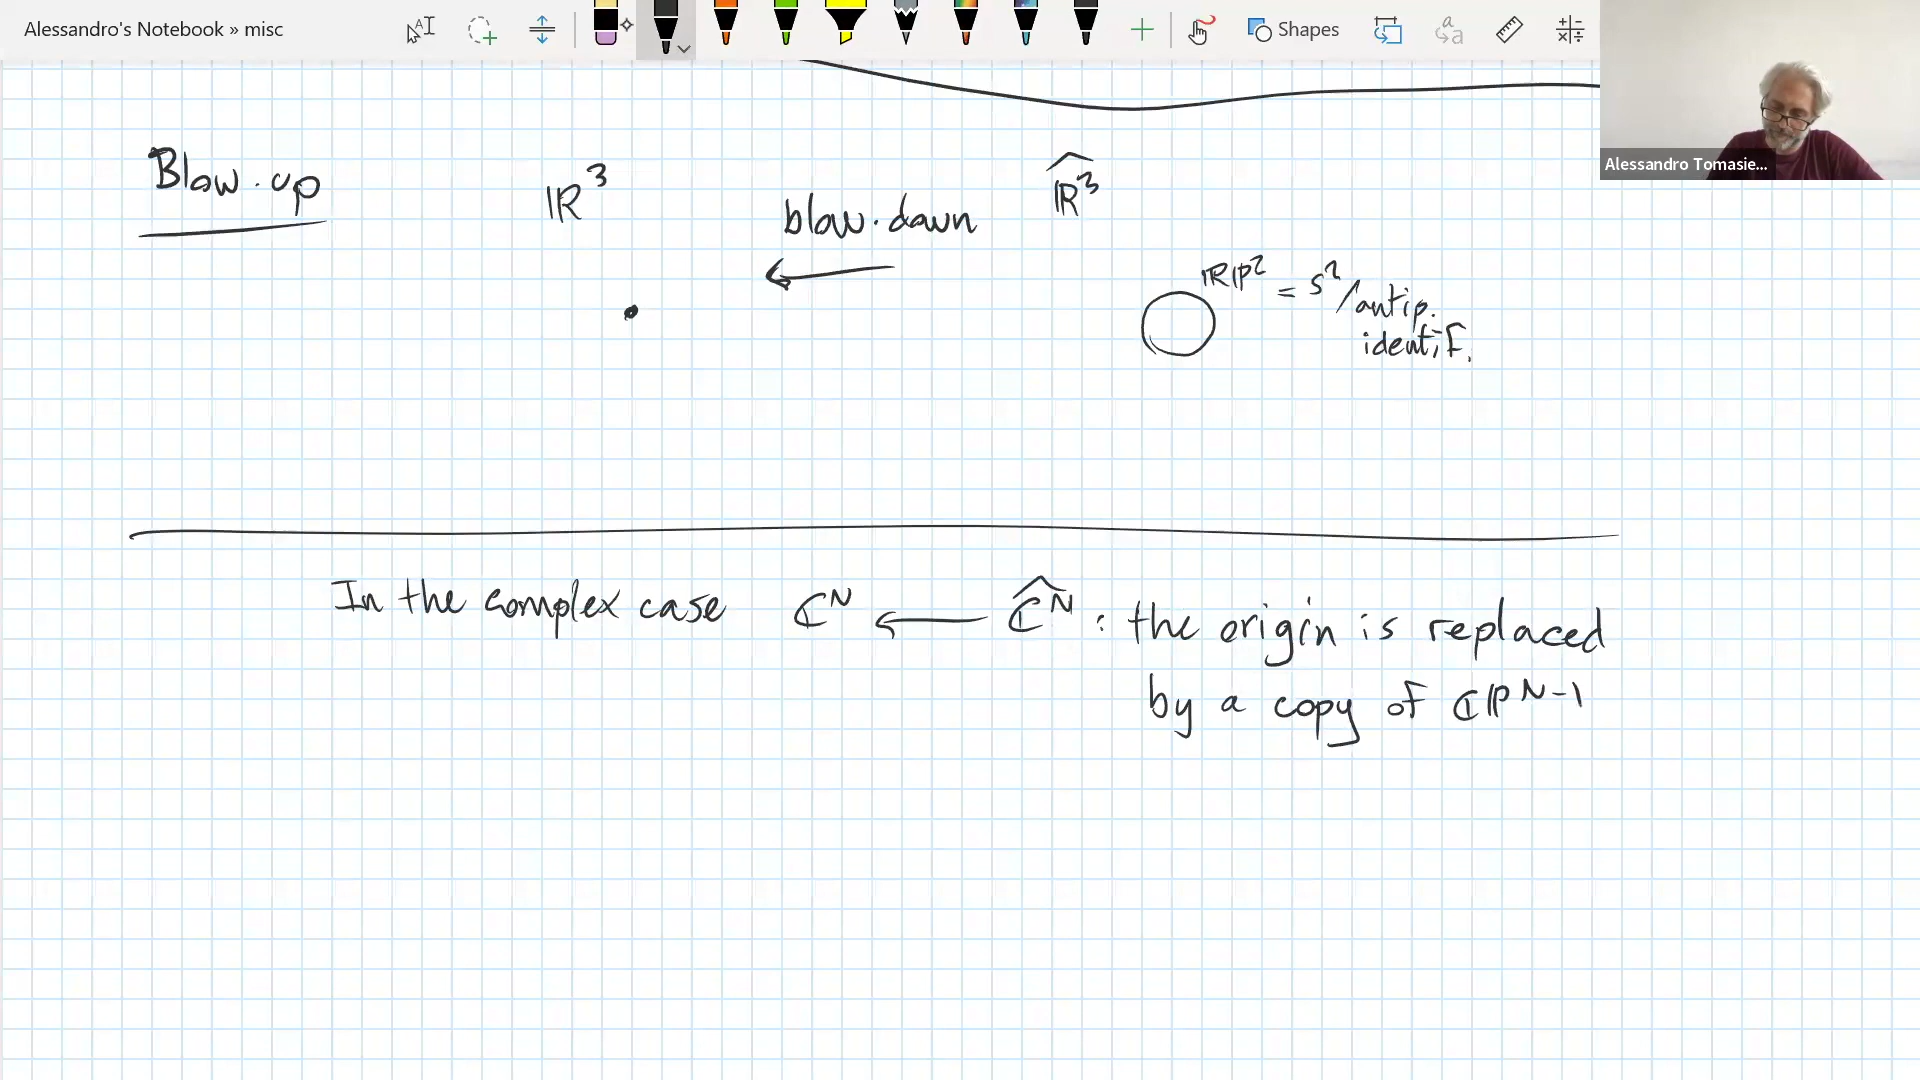 Alessandro's Notebook » misc
Shapes
Alessandro Tomasie...
Blow-up
ℝ³
blow-down
ℝ̂³
ℝℙ² = S²/antip.
identif.
In the complex case ℂᴺ ← ℂ̂ᴺ : the origin is replaced
by a copy of ℂℙᴺ⁻¹